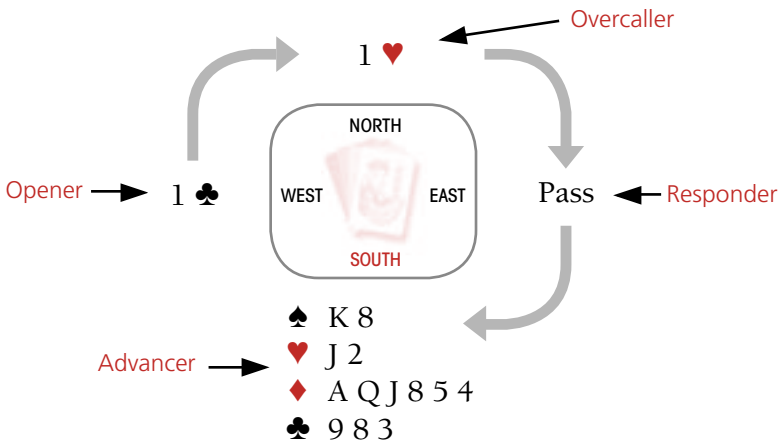 Overcaller
1 ♥
NORTH
Opener
1 ♣
WEST
EAST
Pass
Responder
SOUTH
♠ K 8
Advancer
♥ J 2
♦ A Q J 8 5 4
♣ 9 8 3